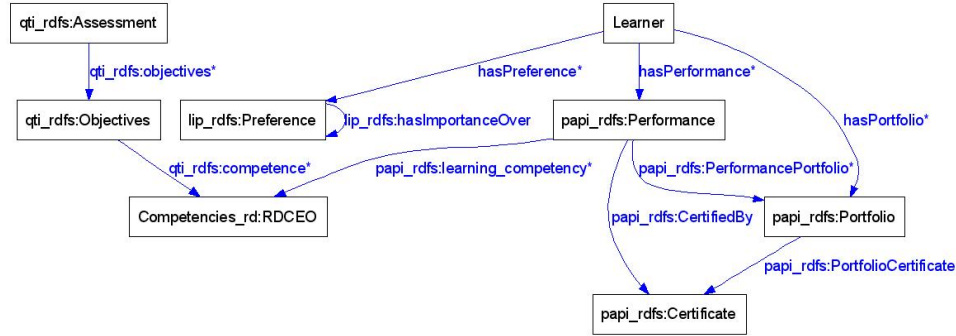 qti_rdfs:Assessment
Learner
qti_rdfs:objectives*
hasPreference*
hasPerformance*
hasPortfolio*
qti_rdfs:Objectives
lip_rdfs:Preference
lip_rdfs:hasImportanceOver
papi_rdfs:Performance
qti_rdfs:competence*
papi_rdfs:learning_competency*
papi_rdfs:PerformancePortfolio*
Competencies_rd:RDCEO
papi_rdfs:CertifiedBy
papi_rdfs:Portfolio
papi_rdfs:PortfolioCertificate
papi_rdfs:Certificate